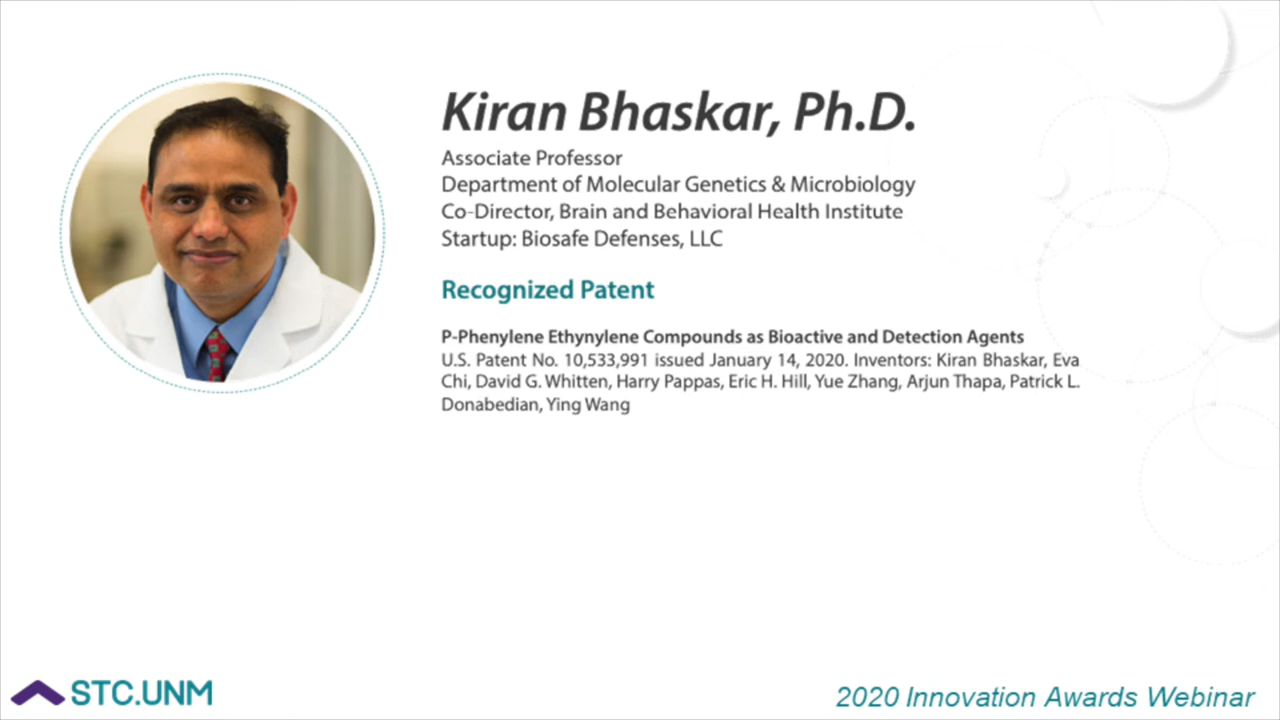 Kiran Bhaskar, Ph.D.
Associate Professor
Department of Molecular Genetics & Microbiology
Co-Director, Brain and Behavioral Health Institute
Startup: Biosafe Defenses, LLC
Recognized Patent
P-Phenylene Ethynylene Compounds as Bioactive and Detection Agents
U.S. Patent No. 10,533,991 issued January 14, 2020. Inventors: Kiran Bhaskar, Eva
Chi, David G. Whitten, Harry Pappas, Eric H. Hill, Yue Zhang, Arjun Thapa, Patrick L.
Donabedian, Ying Wang
STC.UNM
2020 Innovation Awards Webinar